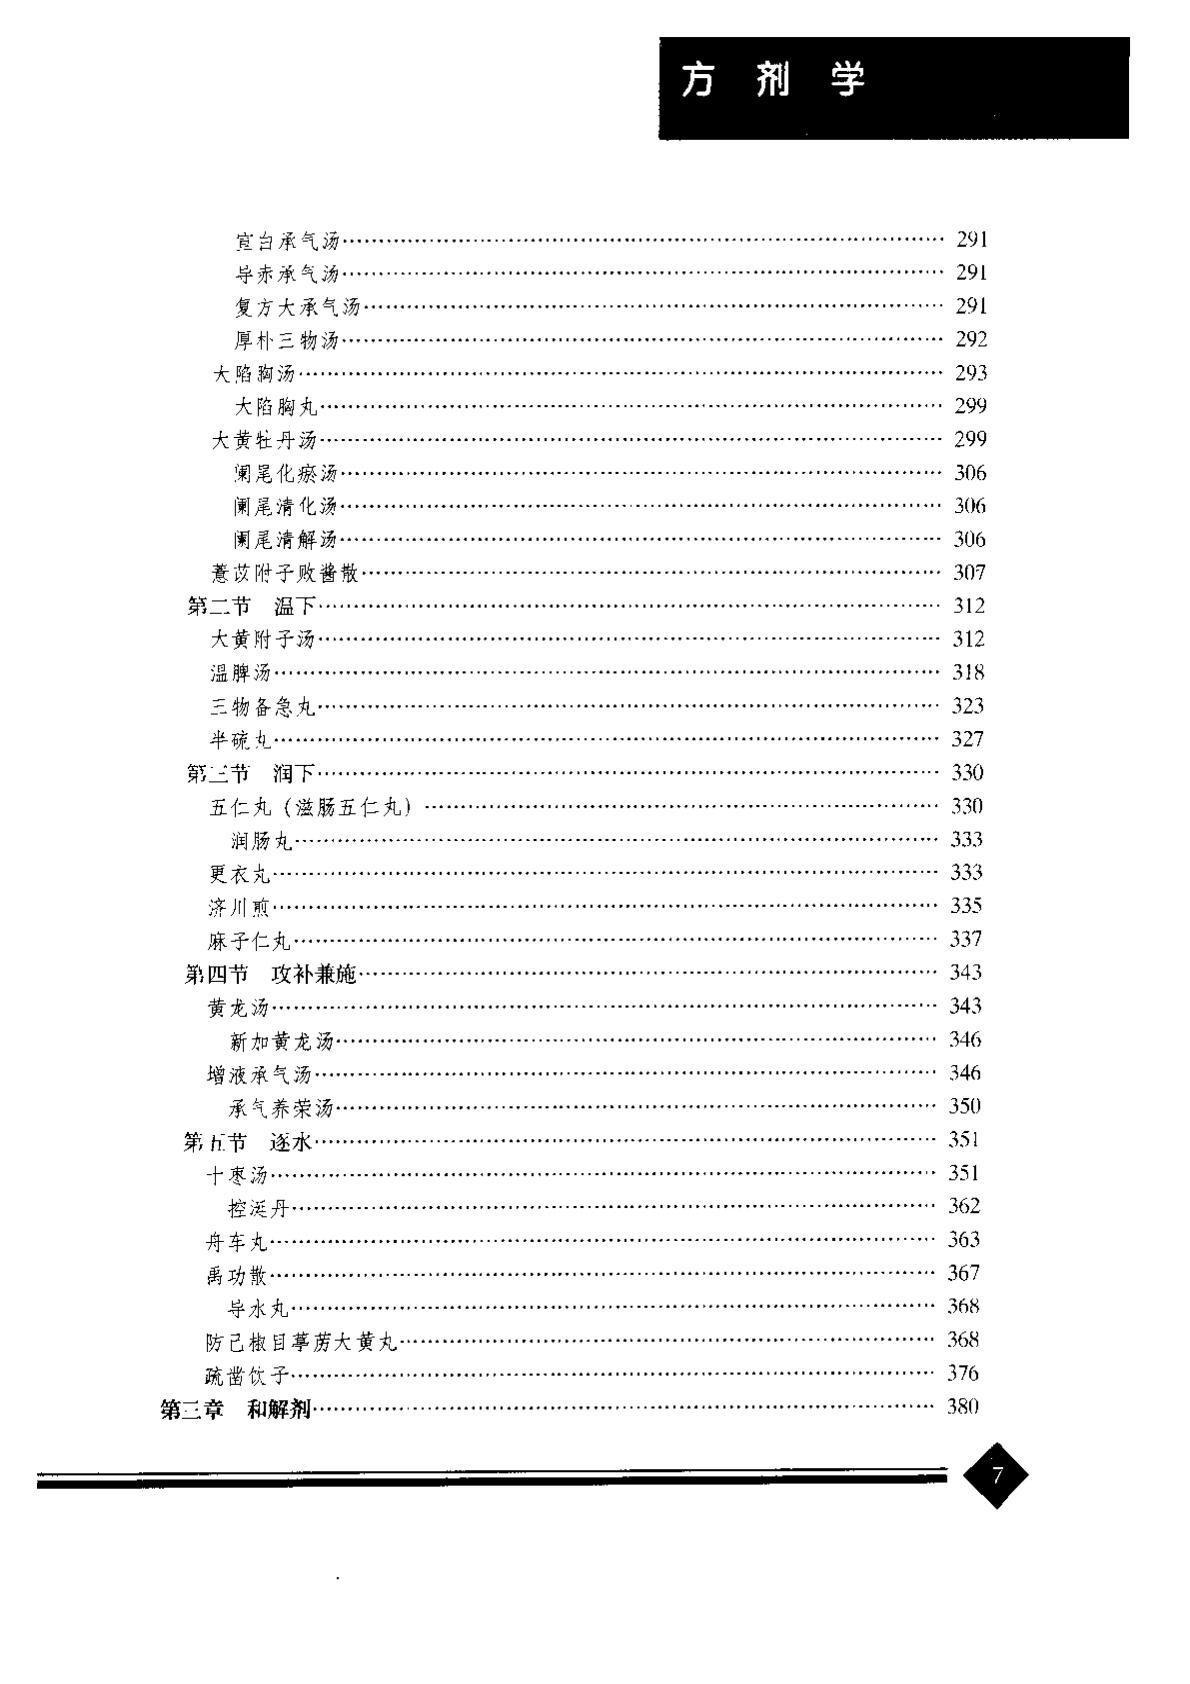 方 剂 学
宣白承气汤…… 291
导赤承气汤…… 291
复方大承气汤…… 291
厚朴三物汤…… 292
大陷胸汤…… 293
大陷胸丸…… 299
大黄牡丹汤…… 299
阑尾化瘀汤…… 306
阑尾清化汤…… 306
阑尾清解汤…… 306
薏苡附子败酱散…… 307
第二节 温下…… 312
大黄附子汤…… 312
温脾汤…… 318
三物备急丸…… 323
半硫丸…… 327
第三节 润下…… 330
五仁丸（滋肠五仁丸）…… 330
润肠丸…… 333
更衣丸…… 333
济川煎…… 335
麻子仁丸…… 337
第四节 攻补兼施…… 343
黄龙汤…… 343
新加黄龙汤…… 346
增液承气汤…… 346
承气养荣汤…… 350
第五节 逐水…… 351
十枣汤…… 351
控涎丹…… 362
舟车丸…… 363
禹功散…… 367
导水丸…… 368
防己椒目葶苈大黄丸…… 368
疏凿饮子…… 376
第三章 和解剂…… 380
7